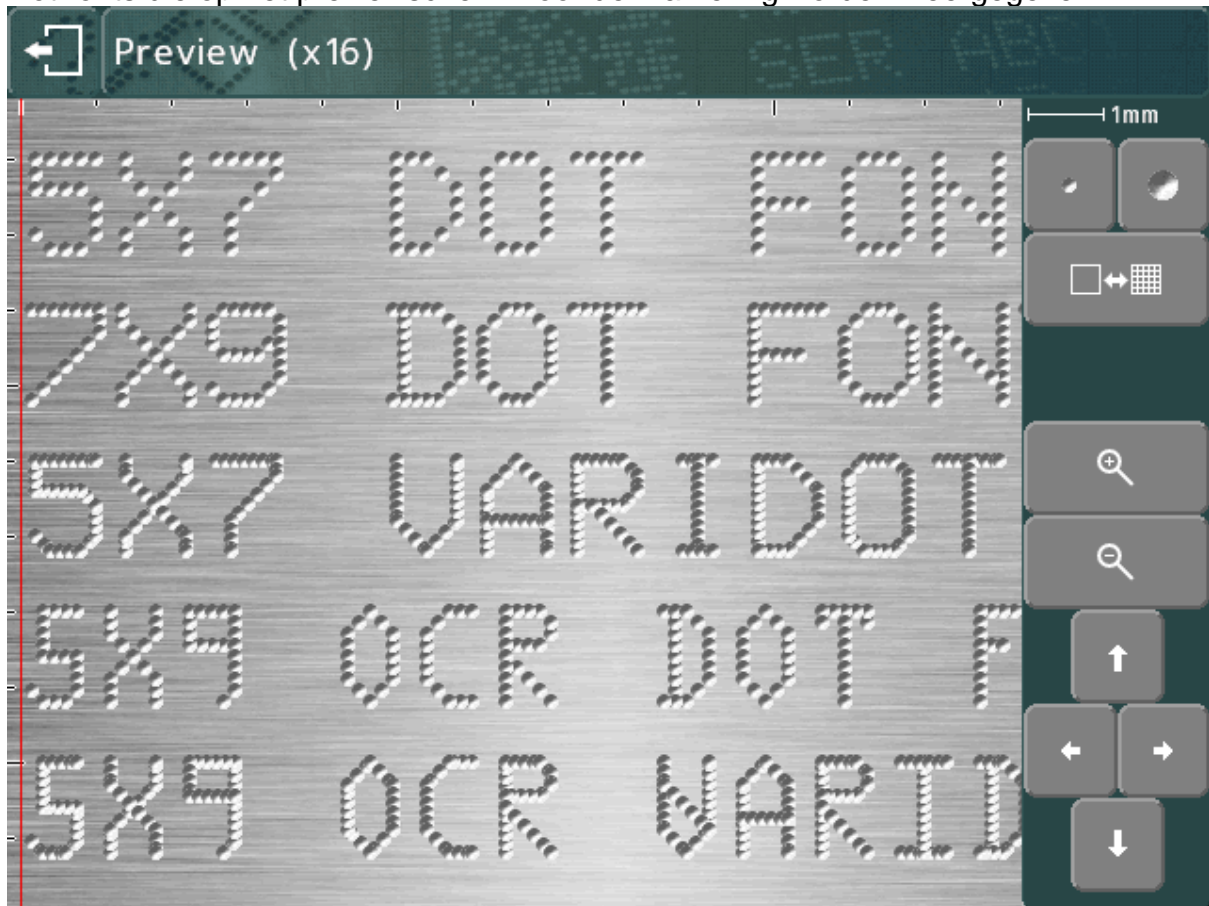 Preview (x16)
1mm
5X7 DOT FON
7X9 DOT FON
5X7 VARIDOT
5X9 OCR DOT F
5X9 OCR VARID